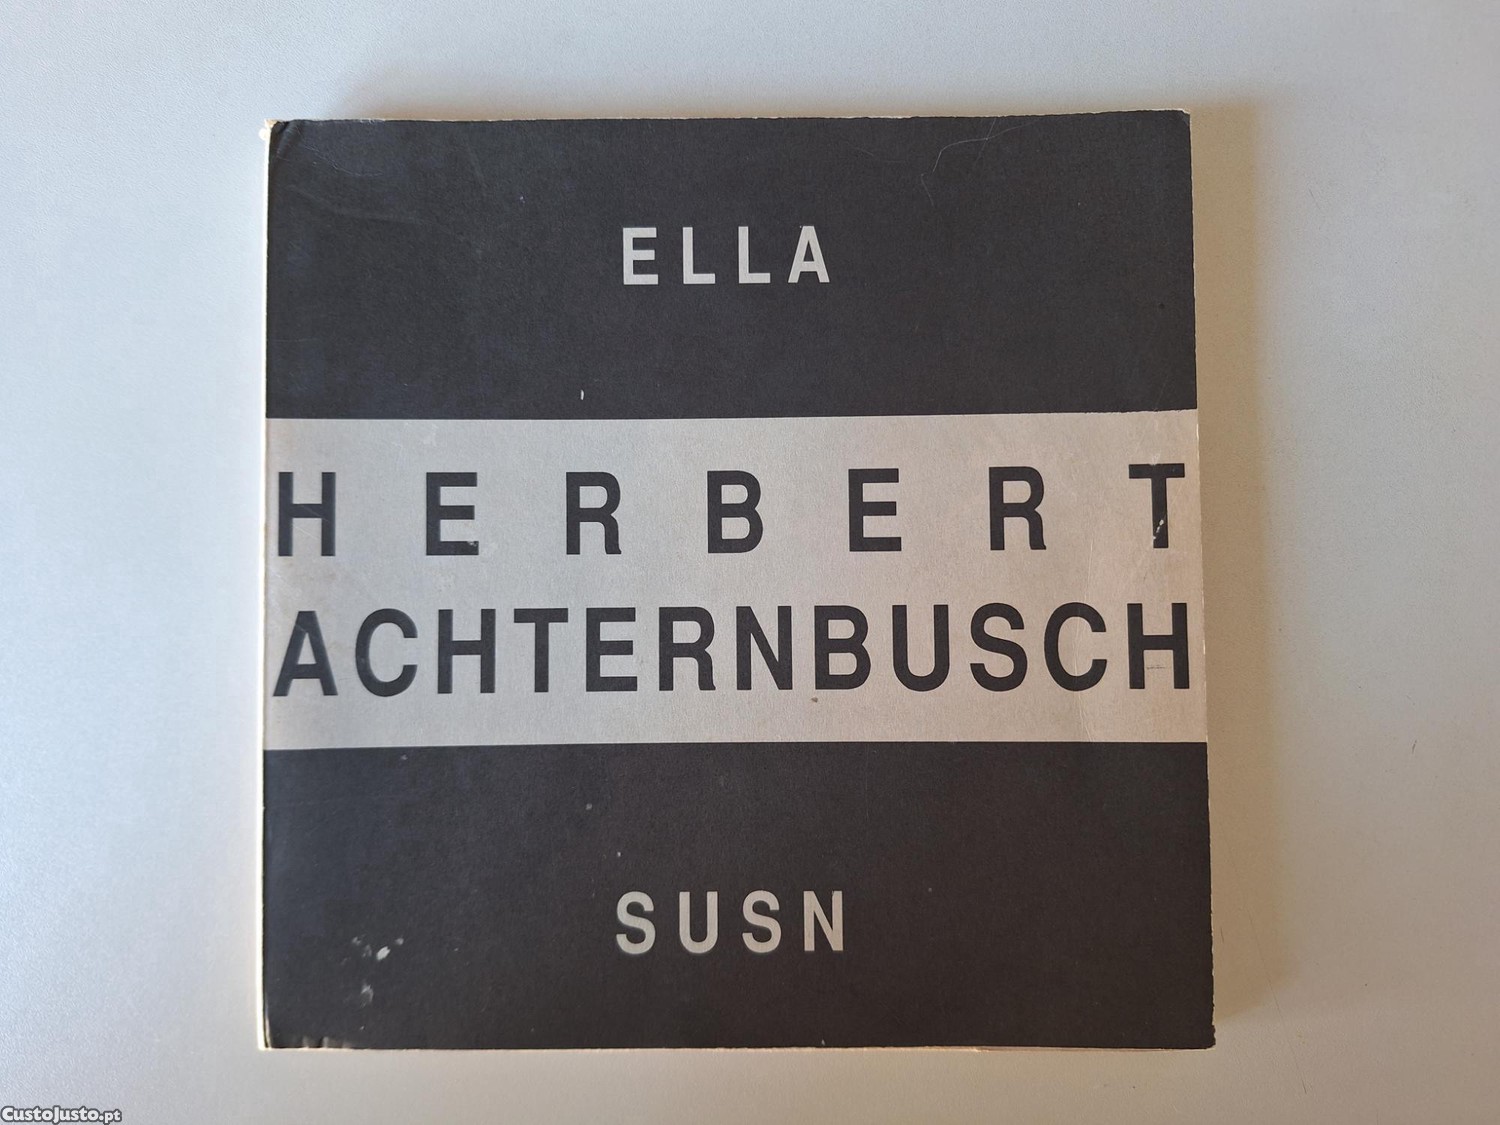 ELLA
HERBERT
ACHTERNBUSCH
SUSN
CustoJusto.pt